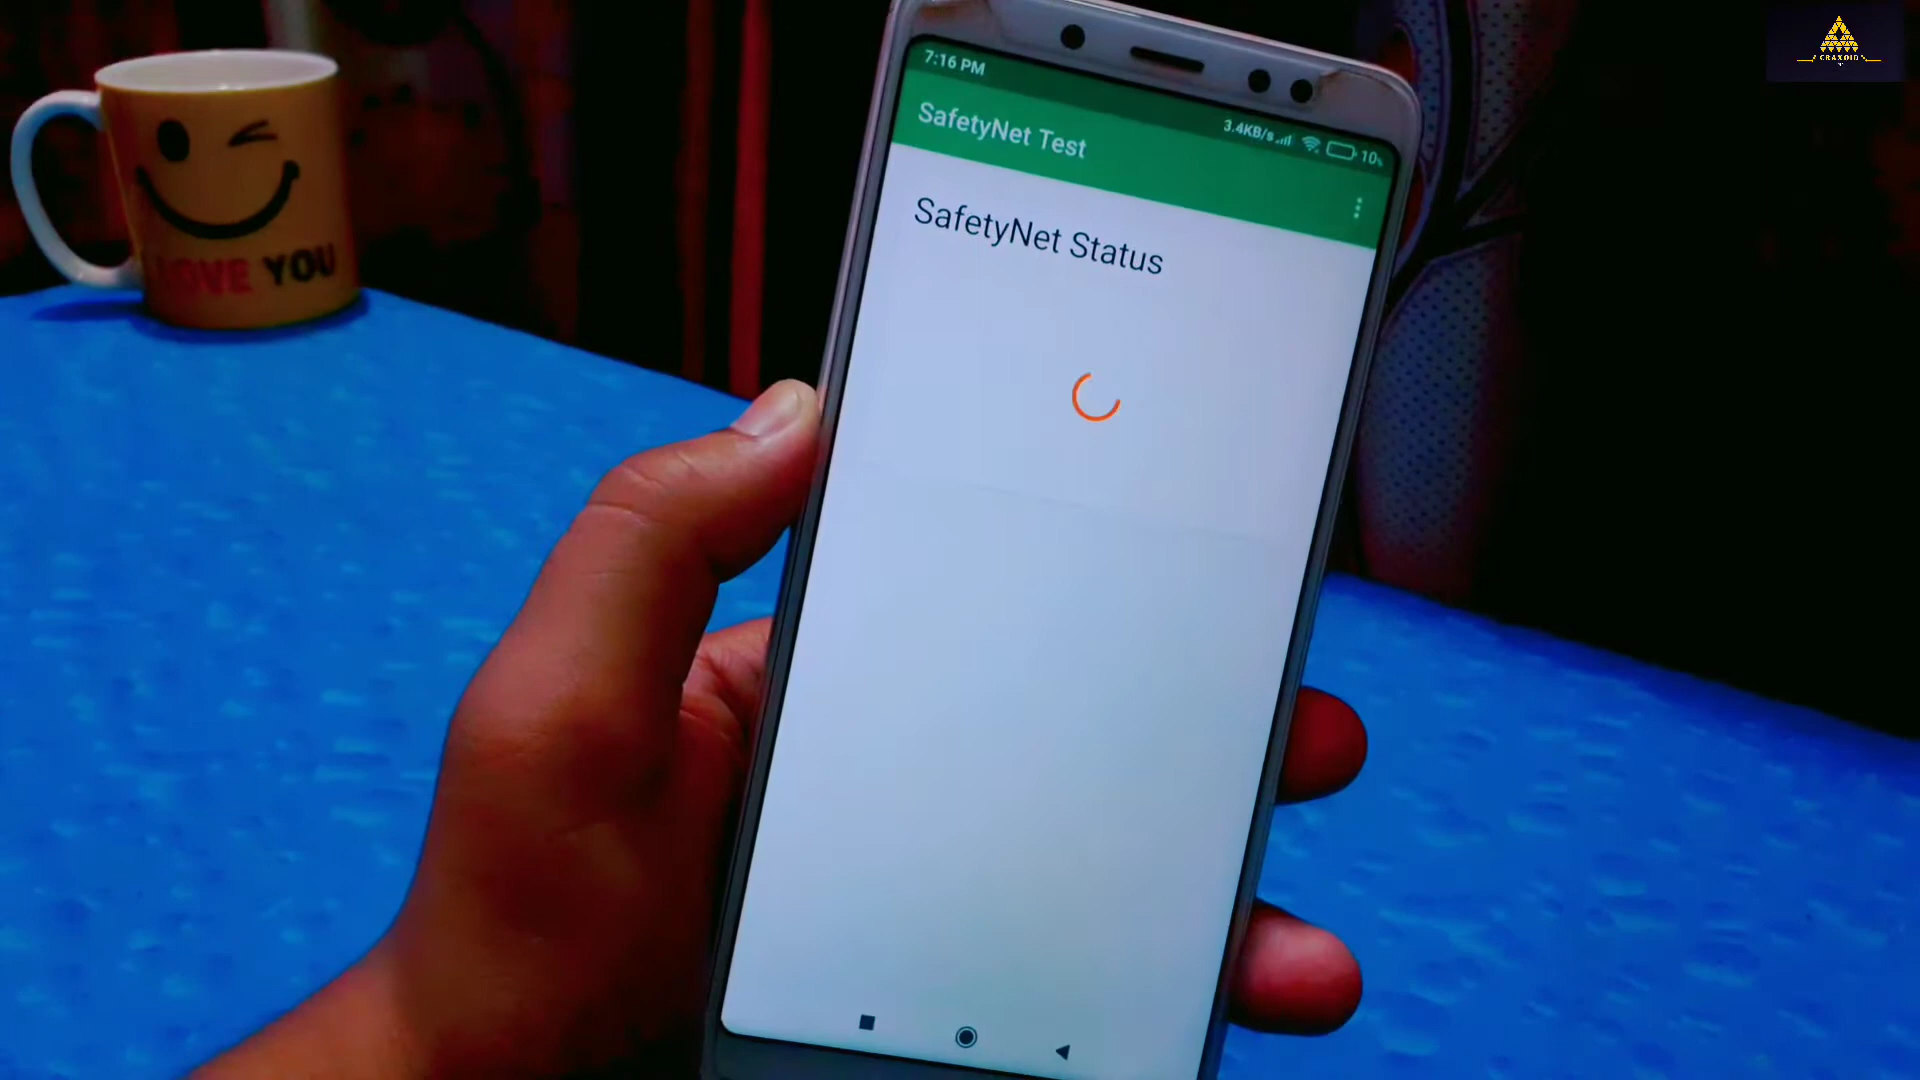 CRAXOID
7:16 PM
3.4KB/s
10%
SafetyNet Test
SafetyNet Status
LOVE YOU